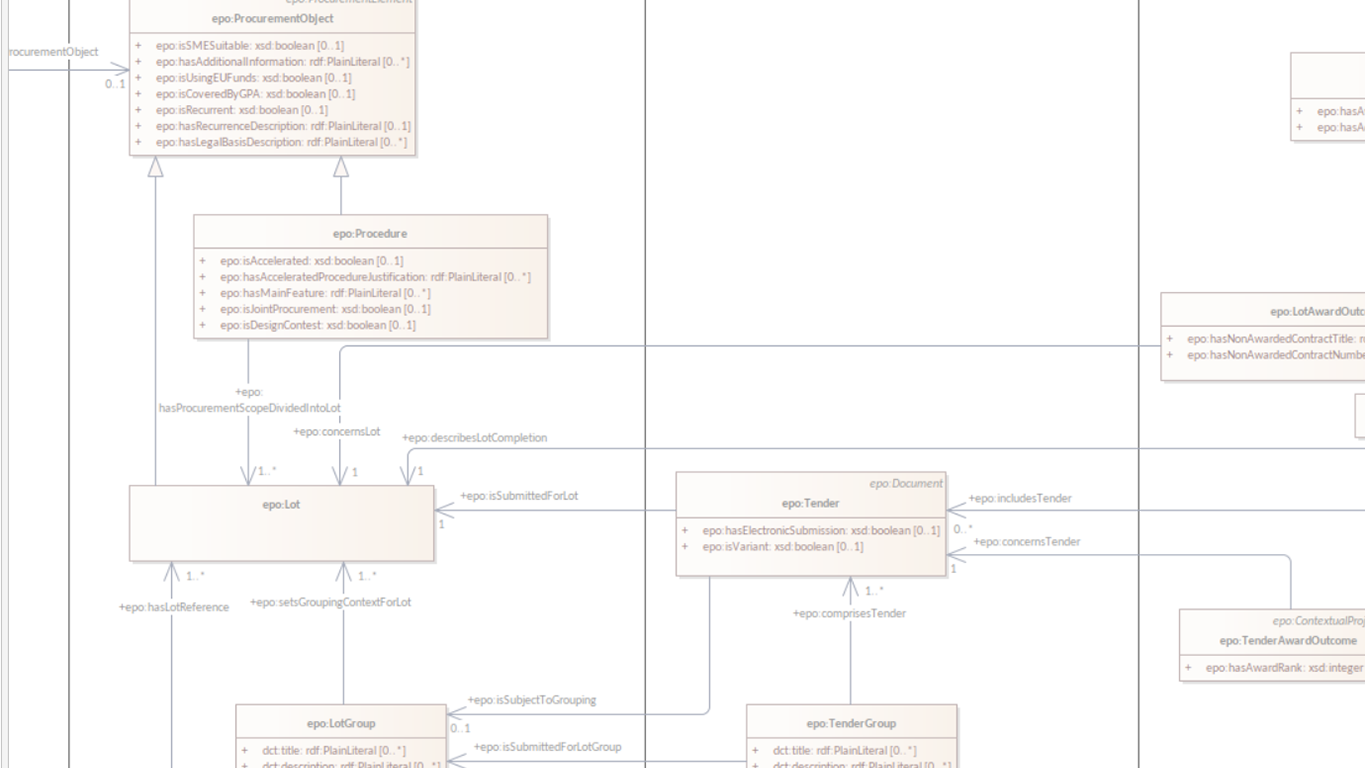 epo:ProcurementElement
epo:ProcurementObject
+ epo:isSMESuitable: xsd:boolean [0..1]
+ epo:hasAdditionalInformation: rdf:PlainLiteral [0..*]
+ epo:isUsingEUFunds: xsd:boolean [0..1]
+ epo:isCoveredByGPA: xsd:boolean [0..1]
+ epo:isRecurrent: xsd:boolean [0..1]
+ epo:hasRecurrenceDescription: rdf:PlainLiteral [0..1]
+ epo:hasLegalBasisDescription: rdf:PlainLiteral [0..*]
rocurementObject
0..1
+ epo:hasA
+ epo:hasA
epo:Procedure
+ epo:isAccelerated: xsd:boolean [0..1]
+ epo:hasAcceleratedProcedureJustification: rdf:PlainLiteral [0..*]
+ epo:hasMainFeature: rdf:PlainLiteral [0..*]
+ epo:isJointProcurement: xsd:boolean [0..1]
+ epo:isDesignContest: xsd:boolean [0..1]
epo:LotAwardOutc
+ epo:hasNonAwardedContractTitle: r
+ epo:hasNonAwardedContractNumbe
+epo:
hasProcurementScopeDividedIntoLot
+epo:concernsLot
+epo:describesLotCompletion
1..*
1
1
epo:Lot
+epo:isSubmittedForLot
1
epo:Document
epo:Tender
+ epo:hasElectronicSubmission: xsd:boolean [0..1]
+ epo:isVariant: xsd:boolean [0..1]
+epo:includesTender
0..*
+epo:concernsTender
1
1..*
+epo:hasLotReference
1..*
+epo:setsGroupingContextForLot
1..*
+epo:comprisesTender
epo:ContextualProj
epo:TenderAwardOutcome
+ epo:hasAwardRank: xsd:integer
+epo:isSubjectToGrouping
0..1
+epo:isSubmittedForLotGroup
epo:LotGroup
+ dct:title: rdf:PlainLiteral [0..*]
+ dct:description: rdf:PlainLiteral [0..*]
epo:TenderGroup
+ dct:title: rdf:PlainLiteral [0..*]
+ dct:description: rdf:PlainLiteral [0..*]